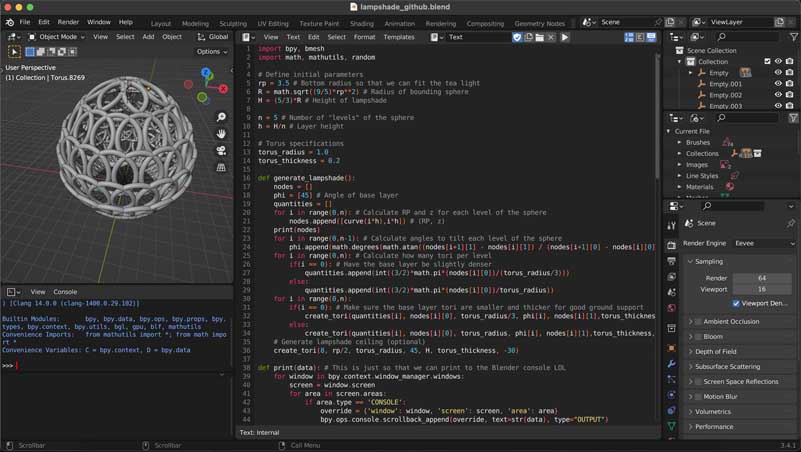 lampshade_github.blend
File Edit Render Window Help Layout Modeling Sculpting UV Editing Texture Paint Shading Animation Rendering Compositing Geometry Nodes Scene ViewLayer
Object Mode View Select Add Object Global
Options
User Perspective
(1) Collection | Torus.8269
View Text Edit Select Format Templates Text
1 import bpy, bmesh
2 import math, mathutils, random
3
4 # Define initial parameters
5 rp = 3.5 # Bottom radius so that we can fit the tea light
6 R = math.sqrt((9/5)*rp**2) # Radius of bounding sphere
7 H = (5/3)*R # Height of lampshade
8
9 n = 5 # Number of "levels" of the sphere
10 h = H/n # Layer height
11
12 # Torus specifications
13 torus_radius = 1.0
14 torus_thickness = 0.2
15
16 def generate_lampshade():
17 nodes = []
18 phi = [45] # Angle of base layer
19 quantities = []
20 for i in range(0,n): # Calculate RP and z for each level of the sphere
21 nodes.append([curve(i*h),i*h]) # (RP, z)
22 print(nodes)
23 for i in range(0,n-1): # Calculate angles to tilt each level of the sphere
24 phi.append(math.degrees(math.atan((nodes[i+1][1] - nodes[i][1]) / (nodes[i+1][0] - nodes[i][0]
25 for i in range(0,n): # Calculate how many tori per level
26 if(i == 0): # Have the base layer be slightly denser
27 quantities.append(int((3/2)*math.pi*(nodes[i][0])/(torus_radius/3)))
28 else:
29 quantities.append(int((3/2)*math.pi*(nodes[i][0])/torus_radius))
30 for i in range(0,n):
31 if(i == 0): # Make sure the base layer tori are smaller and thicker for good ground support
32 create_tori(quantities[i], nodes[i][0], torus_radius/3, phi[i], nodes[i][1],torus_thickness,
33 else:
34 create_tori(quantities[i], nodes[i][0], torus_radius, phi[i], nodes[i][1],torus_thickness,
35 # Generate lampshade ceiling (optional)
36 create_tori(8, rp/2, torus_radius, 45, H, torus_thickness, -30)
37
38 def print(data): # This is just so that we can print to the Blender console LOL
39 for window in bpy.context.window_manager.windows:
40 screen = window.screen
41 for area in screen.areas:
42 if area.type == 'CONSOLE':
43 override = {'window': window, 'screen': screen, 'area': area}
44 bpy.ops.console.scrollback_append(override, text=str(data), type="OUTPUT")
Text: Internal
View Console
) [Clang 14.0.0 (clang-1400.0.29.102)]
Builtin Modules: bpy, bpy.data, bpy.ops, bpy.props, bpy.
types, bpy.context, bpy.utils, bgl, gpu, blf, mathutils
Convenience Imports: from mathutils import *; from math impo
rt *
Convenience Variables: C = bpy.context, D = bpy.data
>>>
Scene Collection
Collection
Empty
Empty.001
Empty.002
Empty.003
Current File
Brushes
Collections
Images
Line Styles
Materials
Scene
Render Engine Eevee
Sampling
Render 64
Viewport 16
Viewport Den...
Ambient Occlusion
Bloom
Depth of Field
Subsurface Scattering
Screen Space Reflections
Motion Blur
Volumetrics
Performance
Scrollbar Scrollbar Call Menu 3.4.1